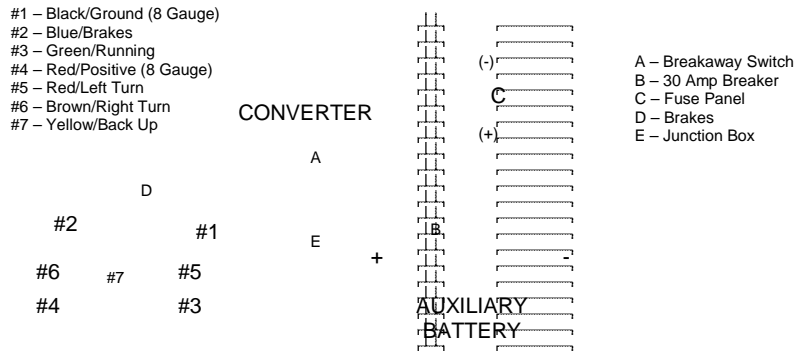 #1 – Black/Ground (8 Gauge)
#2 – Blue/Brakes
#3 – Green/Running
#4 – Red/Positive (8 Gauge)
#5 – Red/Left Turn
#6 – Brown/Right Turn
#7 – Yellow/Back Up
CONVERTER
(-)
C
(+)
A – Breakaway Switch
B – 30 Amp Breaker
C – Fuse Panel
D – Brakes
E – Junction Box
A
D
#2
#1
E
B
+
-
#6
#7
#5
#4
#3
AUXILIARY
BATTERY